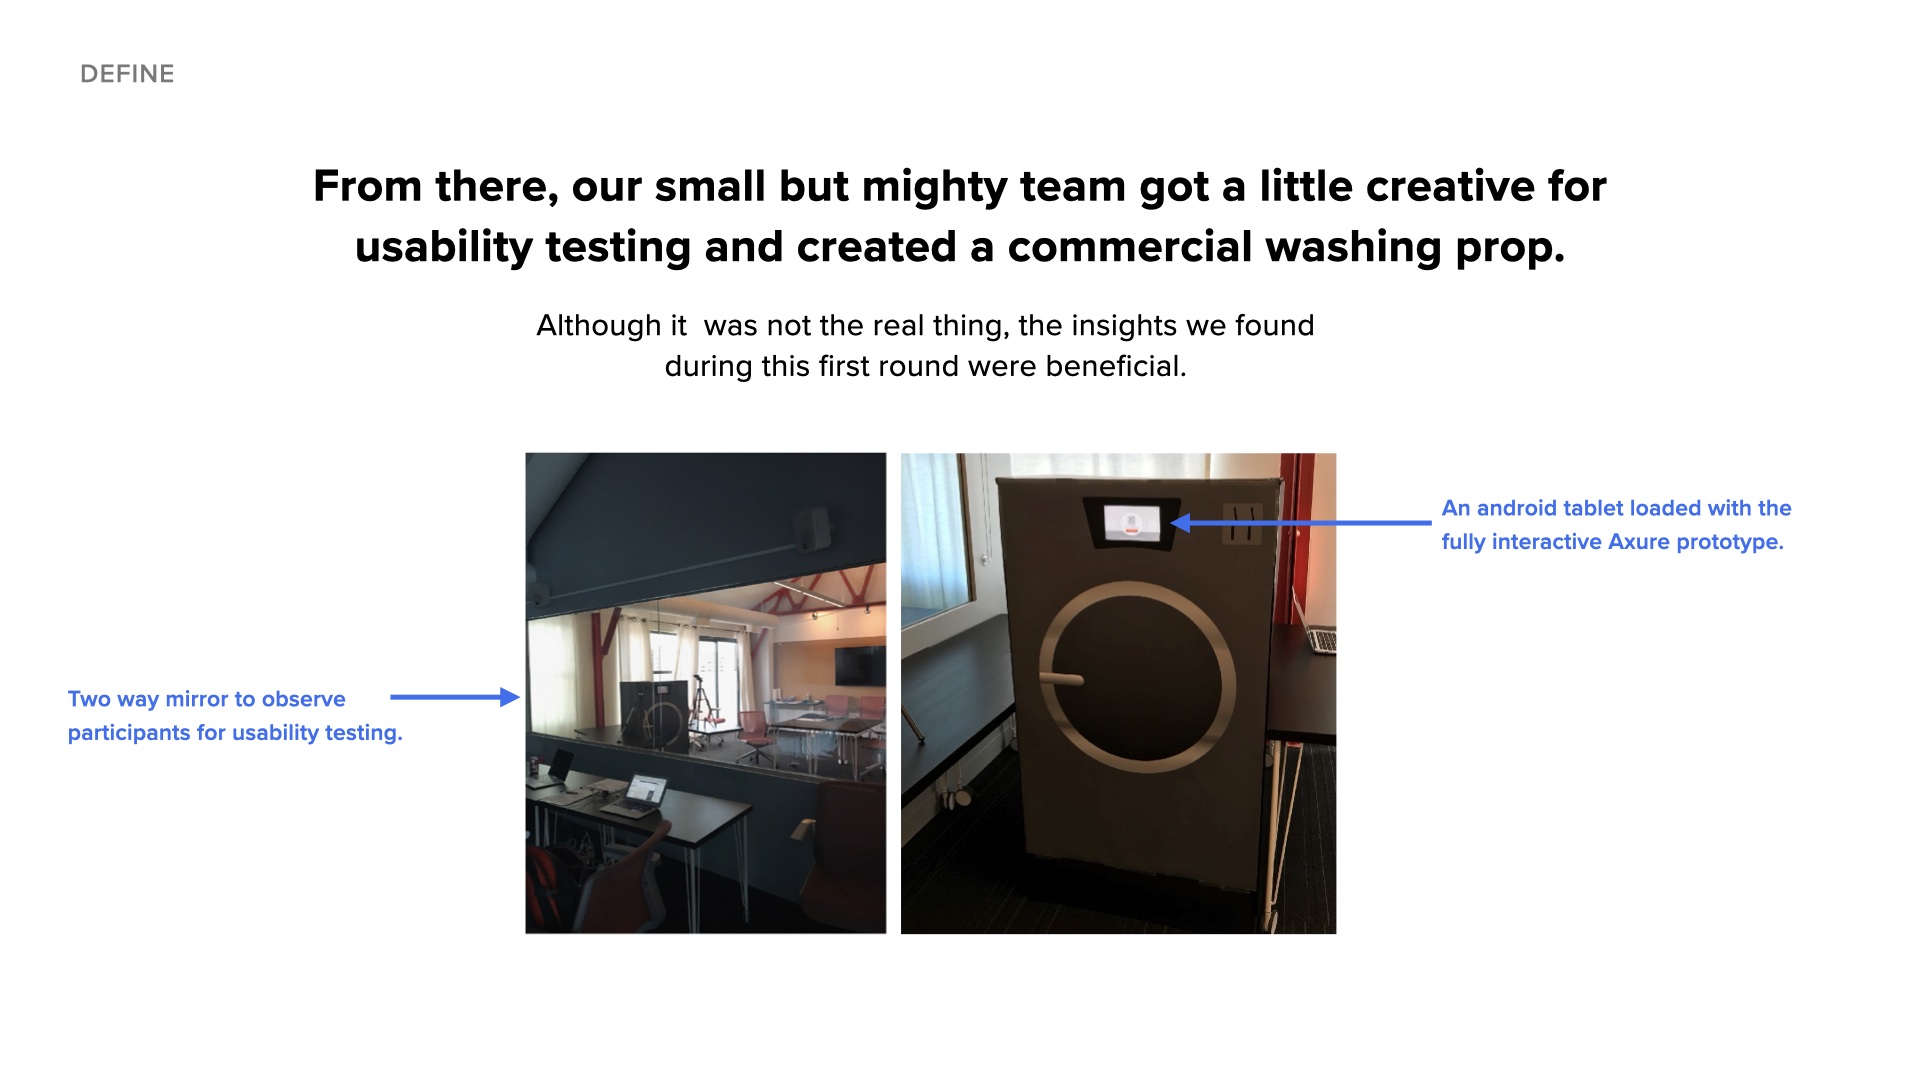 DEFINE
From there, our small but mighty team got a little creative for
usability testing and created a commercial washing prop.
Although it  was not the real thing, the insights we found
during this first round were beneficial.
An android tablet loaded with the
fully interactive Axure prototype.
Two way mirror to observe
participants for usability testing.